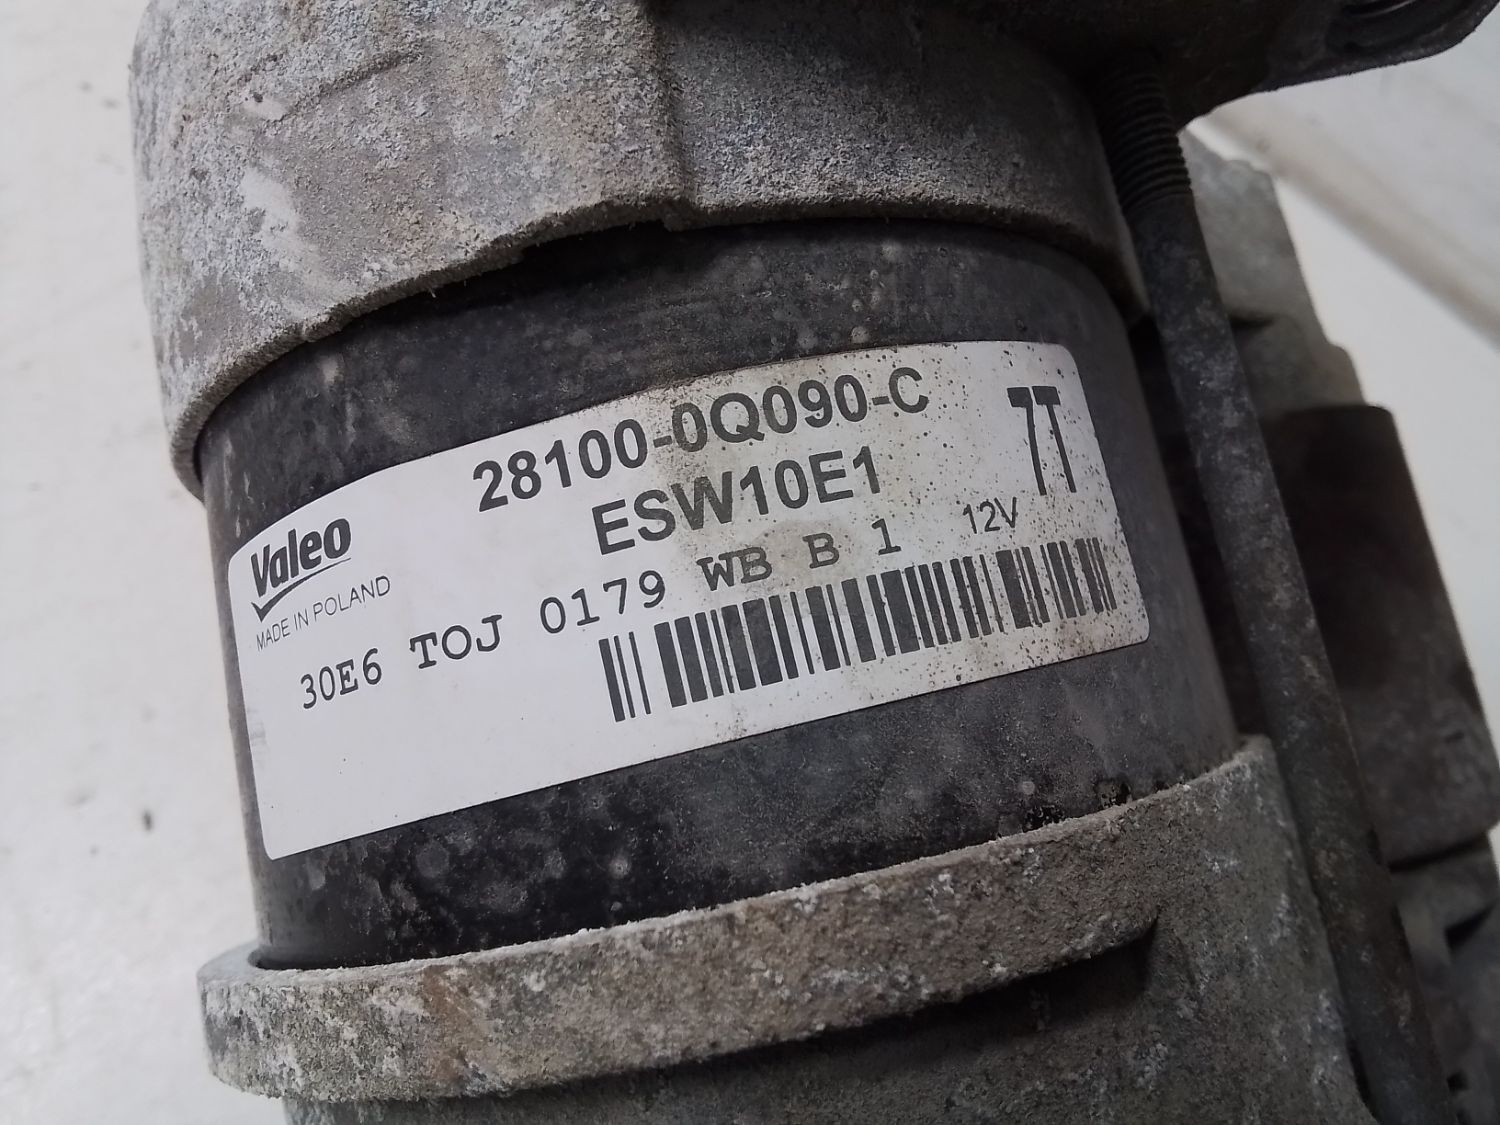 28100-0Q090-C
7T
ESW10E1
Valeo
MADE IN POLAND
12V
30E6 TOJ 0179 WB B 1